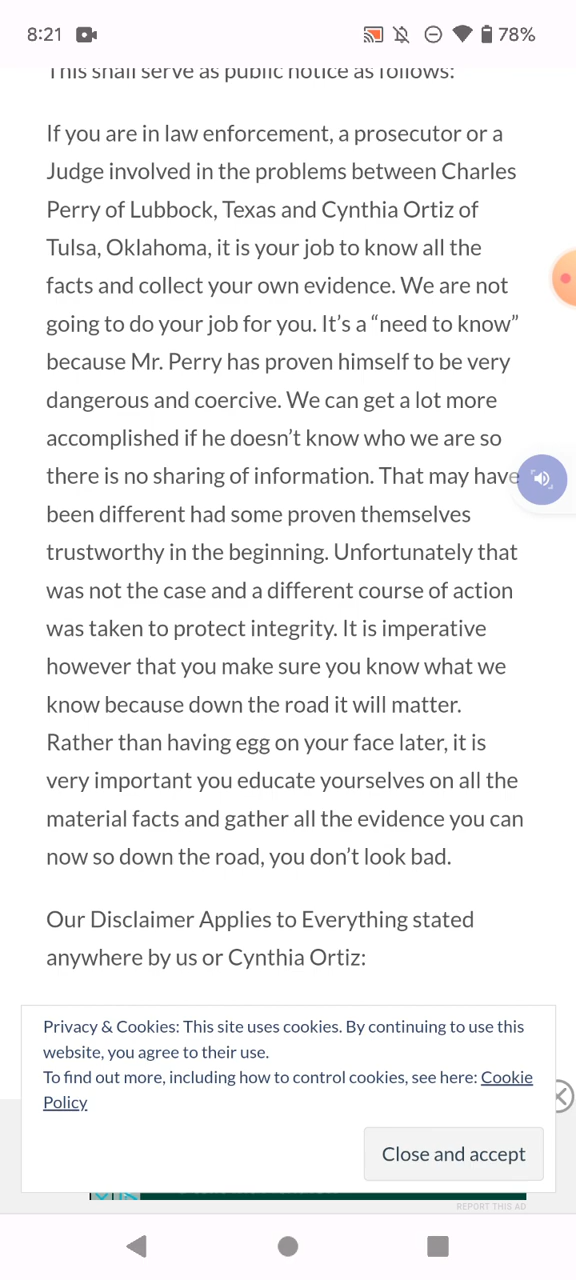 8:21
78%
This shall serve as public notice as follows:
If you are in law enforcement, a prosecutor or a
Judge involved in the problems between Charles
Perry of Lubbock, Texas and Cynthia Ortiz of
Tulsa, Oklahoma, it is your job to know all the
facts and collect your own evidence. We are not
going to do your job for you. It’s a “need to know”
because Mr. Perry has proven himself to be very
dangerous and coercive. We can get a lot more
accomplished if he doesn’t know who we are so
there is no sharing of information. That may have
been different had some proven themselves
trustworthy in the beginning. Unfortunately that
was not the case and a different course of action
was taken to protect integrity. It is imperative
however that you make sure you know what we
know because down the road it will matter.
Rather than having egg on your face later, it is
very important you educate yourselves on all the
material facts and gather all the evidence you can
now so down the road, you don’t look bad.
Our Disclaimer Applies to Everything stated
anywhere by us or Cynthia Ortiz:
Privacy & Cookies: This site uses cookies. By continuing to use this
website, you agree to their use.
To find out more, including how to control cookies, see here: Cookie
Policy
Close and accept
REPORT THIS AD